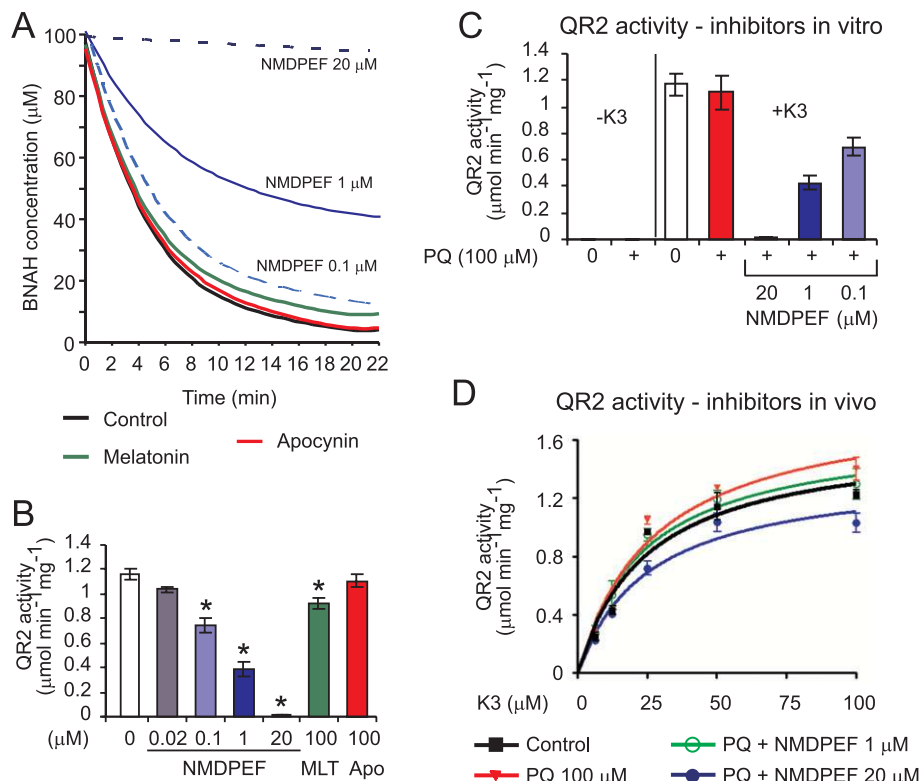 A
BNAH concentration (µM)
100
80
60
40
20
0
NMDPEF 20 µM
NMDPEF 1 µM
NMDPEF 0.1 µM
0 2 4 6 8 10 12 14 16 18 20 22
Time (min)
Control
Melatonin
Apocynin
B
QR2 activity
(µmol min-1mg-1)
1.4
1.2
1
0.8
0.6
0.4
0.2
0
* * * *
(µM) 0 0.02 0.1 1 20 100 100
NMDPEF MLT Apo
C
QR2 activity - inhibitors in vitro
QR2 activity
(µmol min-1mg-1)
1.4
1.2
1
0.8
0.6
0.4
0.2
0
-K3
+K3
PQ (100 µM) 0 + 0 + + + +
20 1 0.1
NMDPEF (µM)
D
QR2 activity - inhibitors in vivo
QR2 activity
(µmol min-1mg-1)
1.6
1.2
0.8
0.4
0
K3 (µM) 0 25 50 75 100
Control
PQ + NMDPEF 1 µM
PQ 100 µM
PQ + NMDPEF 20 µM